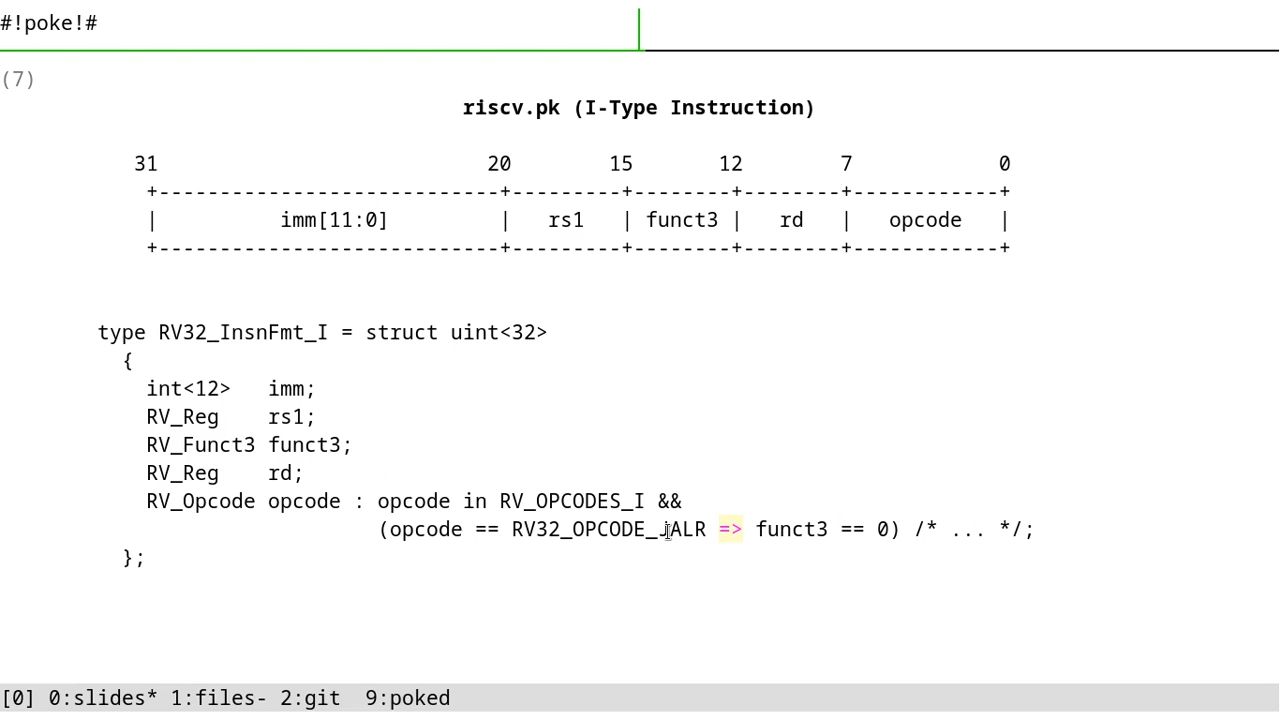 #!poke!#
(7)
riscv.pk (I-Type Instruction)
31 20 15 12 7 0
+----------------------------+---------+--------+--------+------------+
| imm[11:0] | rs1 | funct3 | rd | opcode |
+----------------------------+---------+--------+--------+------------+
type RV32_InsnFmt_I = struct uint<32>
{
int<12> imm;
RV_Reg rs1;
RV_Funct3 funct3;
RV_Reg rd;
RV_Opcode opcode : opcode in RV_OPCODES_I &&
(opcode == RV32_OPCODE_JALR => funct3 == 0) /* ... */;
};
[0] 0:slides* 1:files- 2:git 9:poked